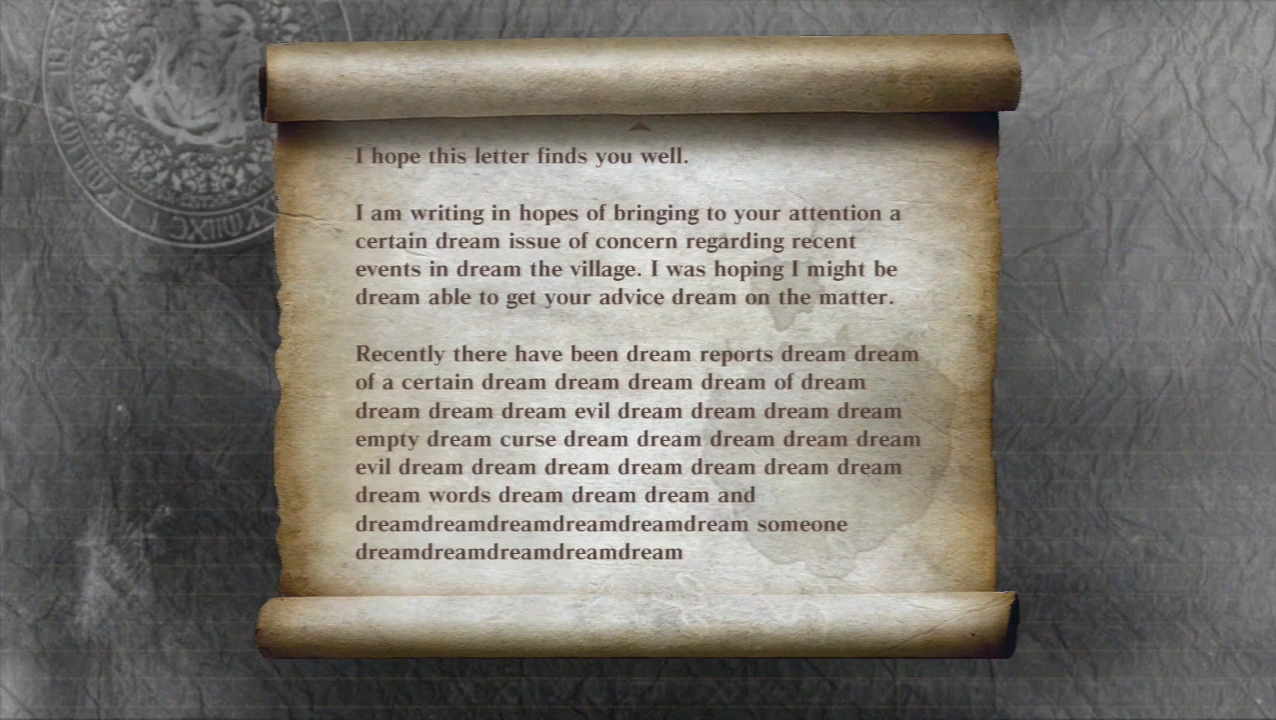 I hope this letter finds you well.
I am writing in hopes of bringing to your attention a
certain dream issue of concern regarding recent
events in dream the village. I was hoping I might be
dream able to get your advice dream on the matter.
Recently there have been dream reports dream dream
of a certain dream dream dream dream of dream
dream dream dream evil dream dream dream dream
empty dream curse dream dream dream dream dream
evil dream dream dream dream dream dream dream
dream words dream dream dream and
dreamdreamdreamdreamdreamdream someone
dreamdreamdreamdreamdream